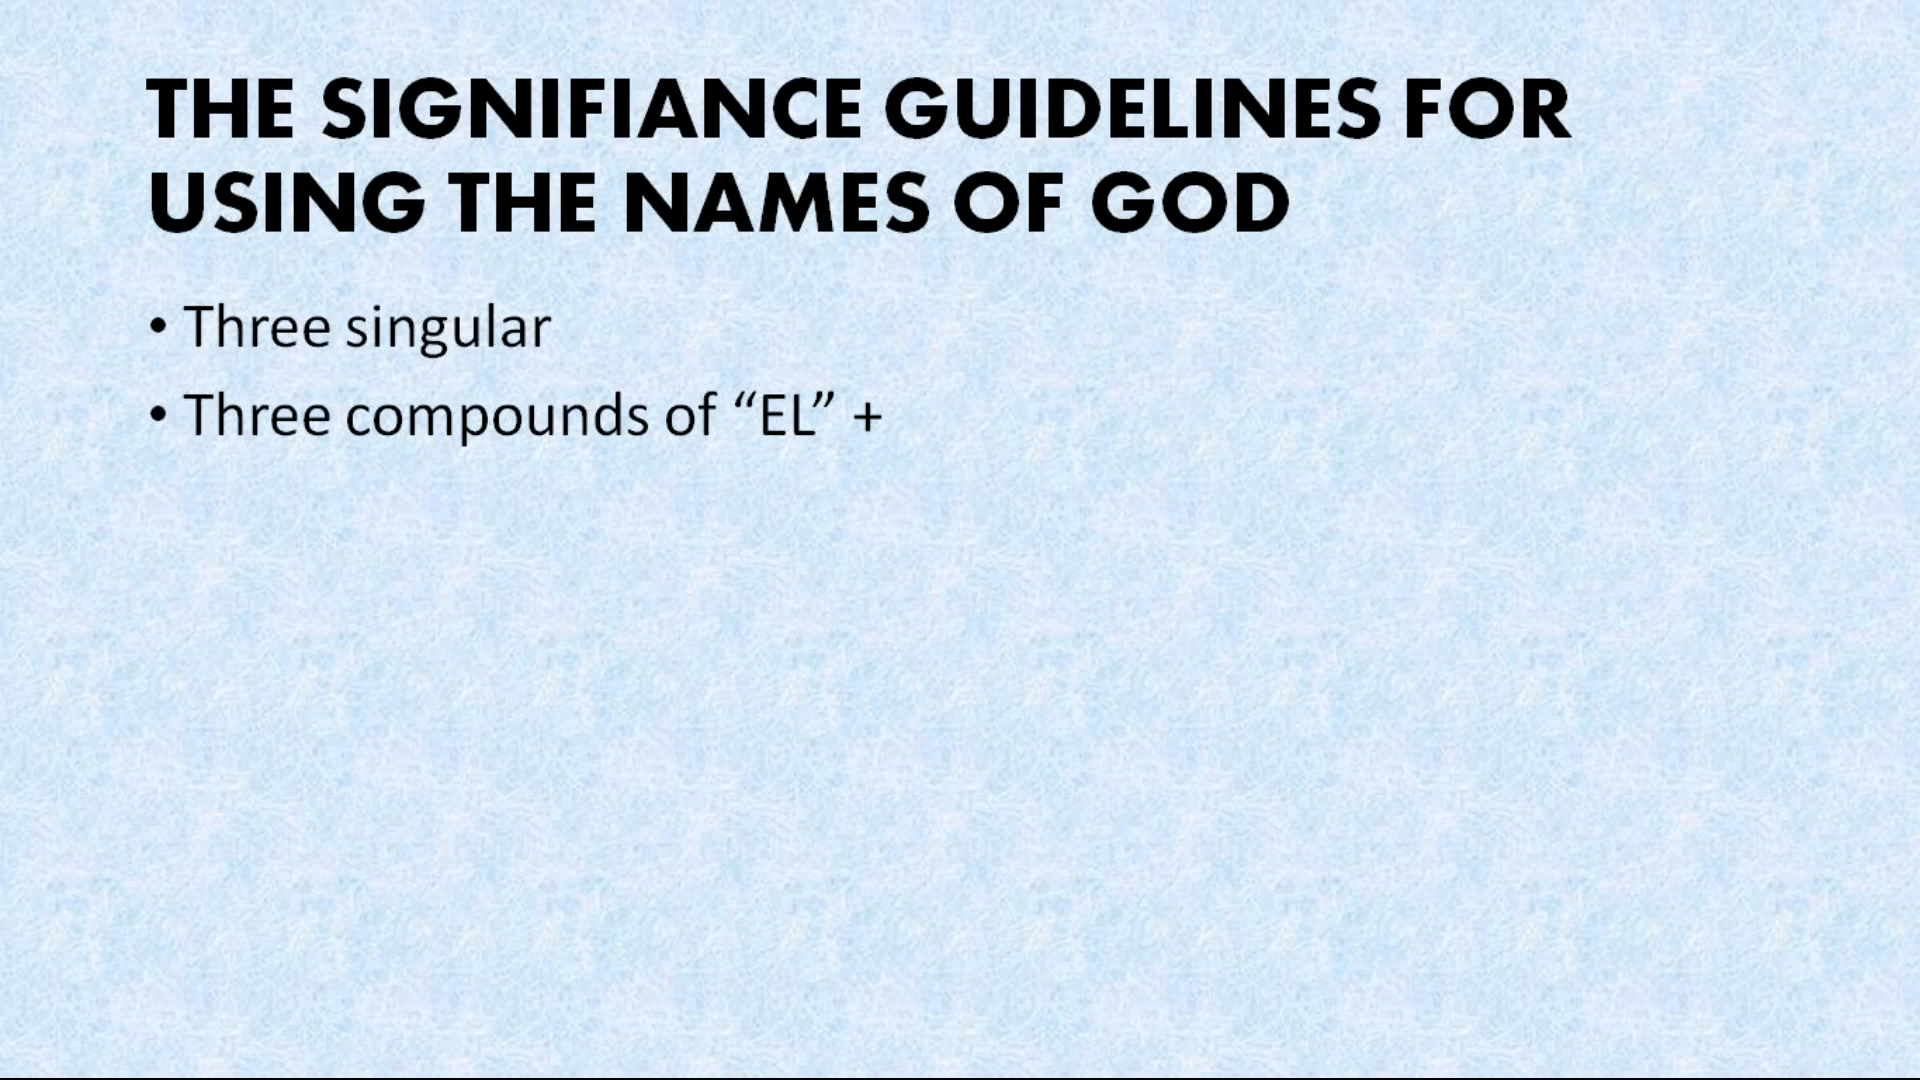 THE SIGNIFIANCE GUIDELINES FOR
USING THE NAMES OF GOD
• Three singular
• Three compounds of “EL” +